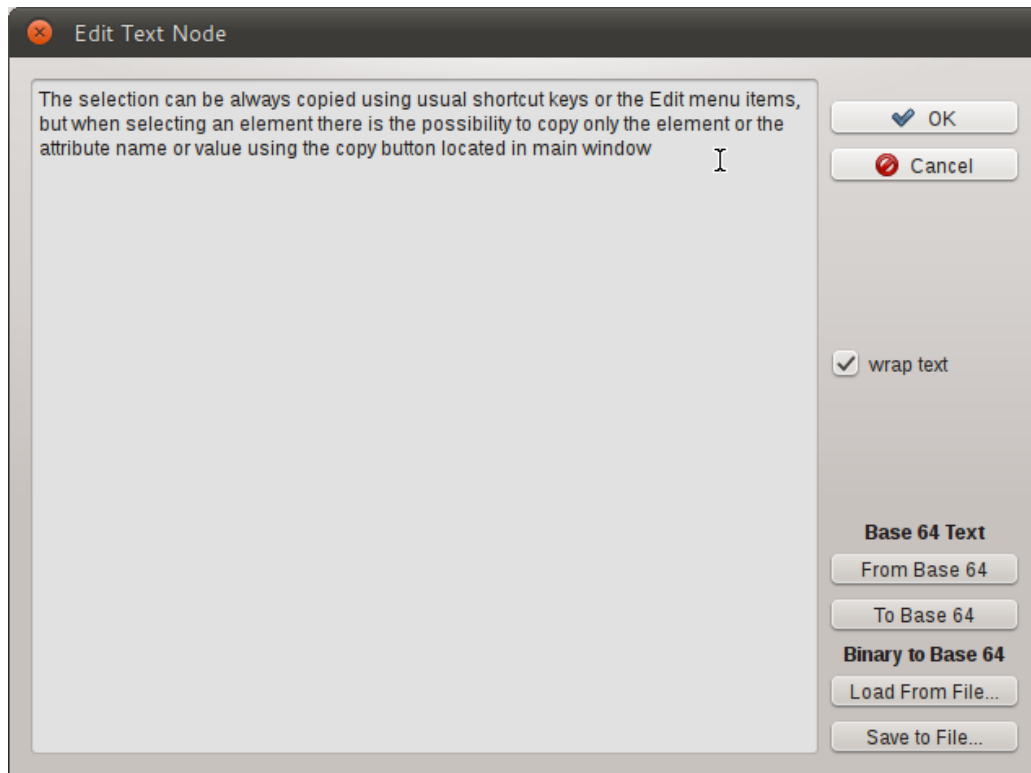 Edit Text Node
The selection can be always copied using usual shortcut keys or the Edit menu items,
but when selecting an element there is the possibility to copy only the element or the
attribute name or value using the copy button located in main window
OK
Cancel
wrap text
Base 64 Text
From Base 64
To Base 64
Binary to Base 64
Load From File...
Save to File...